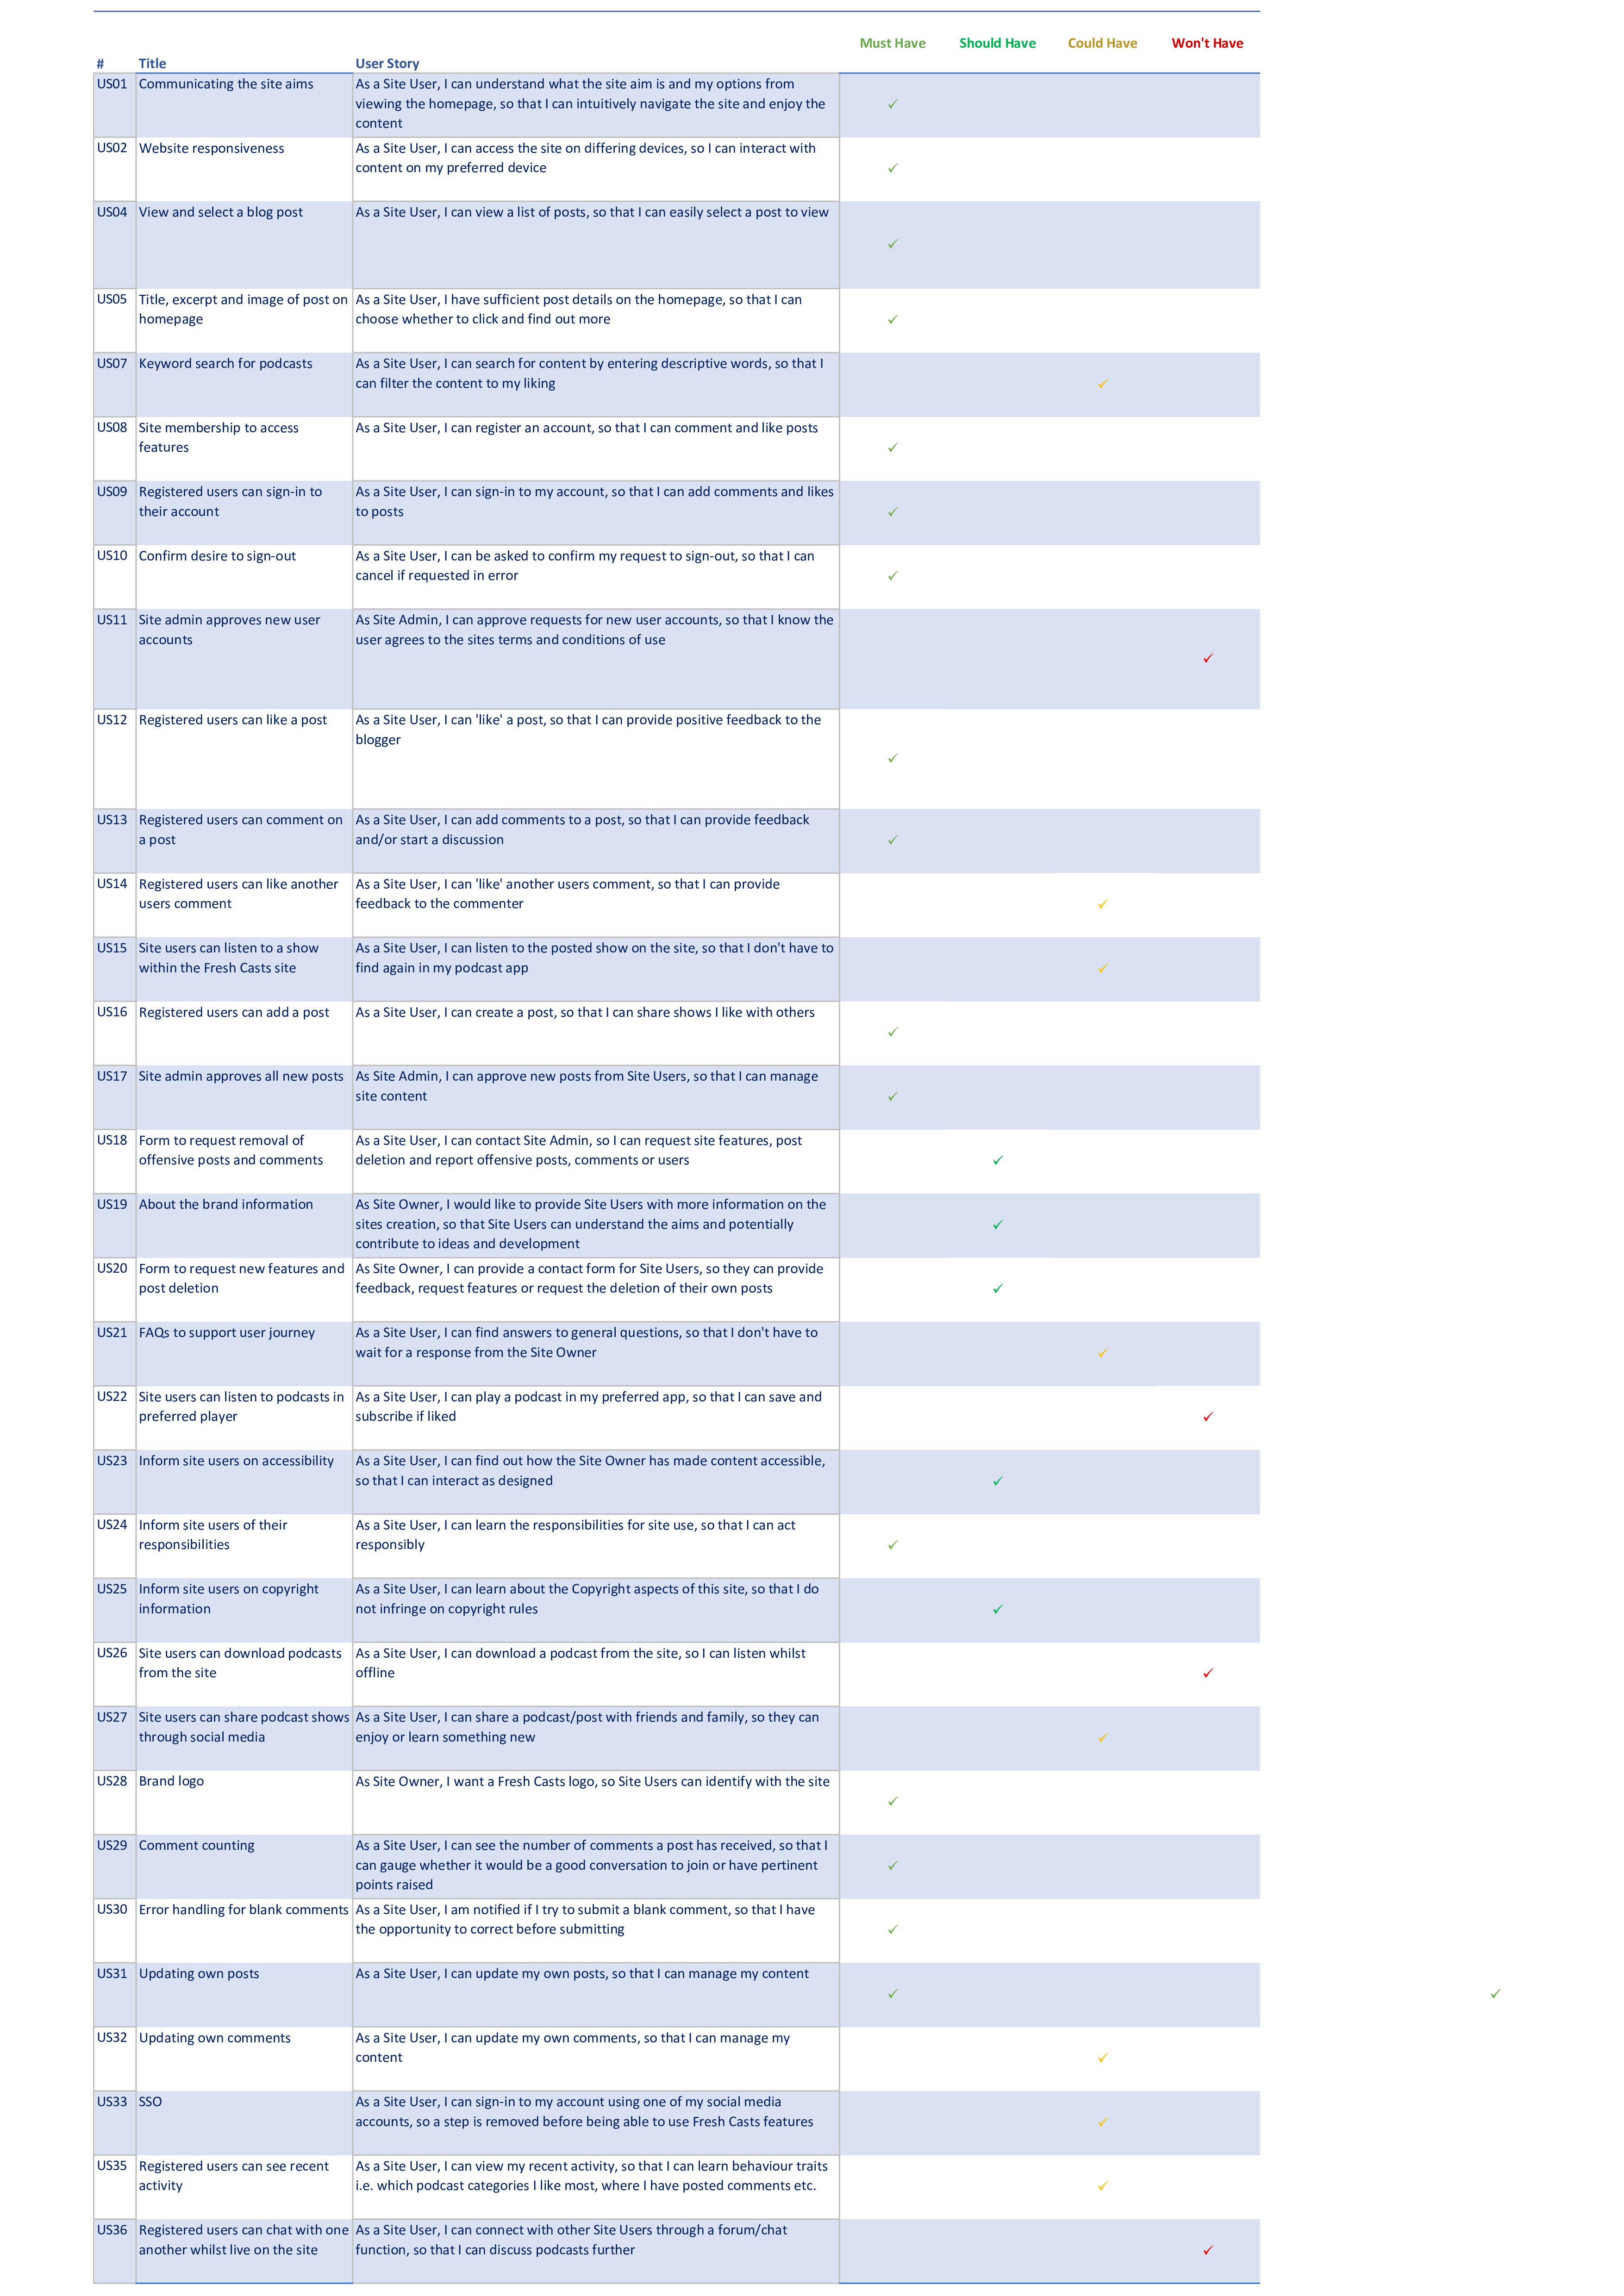 Must Have Should Have Could Have Won't Have
# Title User Story
US01 Communicating the site aims As a Site User, I can understand what the site aim is and my options from
viewing the homepage, so that I can intuitively navigate the site and enjoy the
✓
content
US02 Website responsiveness As a Site User, I can access the site on differing devices, so I can interact with
content on my preferred device
✓
US04 View and select a blog post As a Site User, I can view a list of posts, so that I can easily select a post to view
✓
US05 Title, excerpt and image of post on As a Site User, I have sufficient post details on the homepage, so that I can
homepage choose whether to click and find out more
✓
US07 Keyword search for podcasts As a Site User, I can search for content by entering descriptive words, so that I
can filter the content to my liking
✓
US08 Site membership to access As a Site User, I can register an account, so that I can comment and like posts
features
✓
US09 Registered users can sign-in to As a Site User, I can sign-in to my account, so that I can add comments and likes
their account to posts
✓
US10 Confirm desire to sign-out As a Site User, I can be asked to confirm my request to sign-out, so that I can
cancel if requested in error
✓
US11 Site admin approves new user As Site Admin, I can approve requests for new user accounts, so that I know the
accounts user agrees to the sites terms and conditions of use
✓
US12 Registered users can like a post As a Site User, I can 'like' a post, so that I can provide positive feedback to the
blogger
✓
US13 Registered users can comment on As a Site User, I can add comments to a post, so that I can provide feedback
a post and/or start a discussion
✓
US14 Registered users can like another As a Site User, I can 'like' another users comment, so that I can provide
users comment feedback to the commenter
✓
US15 Site users can listen to a show As a Site User, I can listen to the posted show on the site, so that I don't have to
within the Fresh Casts site find again in my podcast app
✓
US16 Registered users can add a post As a Site User, I can create a post, so that I can share shows I like with others
✓
US17 Site admin approves all new posts As Site Admin, I can approve new posts from Site Users, so that I can manage
site content
✓
US18 Form to request removal of As a Site User, I can contact Site Admin, so I can request site features, post
offensive posts and comments deletion and report offensive posts, comments or users
✓
US19 About the brand information As Site Owner, I would like to provide Site Users with more information on the
sites creation, so that Site Users can understand the aims and potentially
✓
contribute to ideas and development
US20 Form to request new features and As Site Owner, I can provide a contact form for Site Users, so they can provide
post deletion feedback, request features or request the deletion of their own posts
✓
US21 FAQs to support user journey As a Site User, I can find answers to general questions, so that I don't have to
wait for a response from the Site Owner
✓
US22 Site users can listen to podcasts in As a Site User, I can play a podcast in my preferred app, so that I can save and
preferred player subscribe if liked
✓
US23 Inform site users on accessibility As a Site User, I can find out how the Site Owner has made content accessible,
so that I can interact as designed
✓
US24 Inform site users of their As a Site User, I can learn the responsibilities for site use, so that I can act
responsibilities responsibly
✓
US25 Inform site users on copyright As a Site User, I can learn about the Copyright aspects of this site, so that I do
information not infringe on copyright rules
✓
US26 Site users can download podcasts As a Site User, I can download a podcast from the site, so I can listen whilst
from the site offline
✓
US27 Site users can share podcast shows As a Site User, I can share a podcast/post with friends and family, so they can
through social media enjoy or learn something new
✓
US28 Brand logo As Site Owner, I want a Fresh Casts logo, so Site Users can identify with the site
✓
US29 Comment counting As a Site User, I can see the number of comments a post has received, so that I
can gauge whether it would be a good conversation to join or have pertinent
✓
points raised
US30 Error handling for blank comments As a Site User, I am notified if I try to submit a blank comment, so that I have
the opportunity to correct before submitting
✓
US31 Updating own posts As a Site User, I can update my own posts, so that I can manage my content
✓ ✓
US32 Updating own comments As a Site User, I can update my own comments, so that I can manage my
content
✓
US33 SSO As a Site User, I can sign-in to my account using one of my social media
accounts, so a step is removed before being able to use Fresh Casts features
✓
US35 Registered users can see recent As a Site User, I can view my recent activity, so that I can learn behaviour traits
activity i.e. which podcast categories I like most, where I have posted comments etc.
✓
US36 Registered users can chat with one As a Site User, I can connect with other Site Users through a forum/chat
another whilst live on the site function, so that I can discuss podcasts further
✓